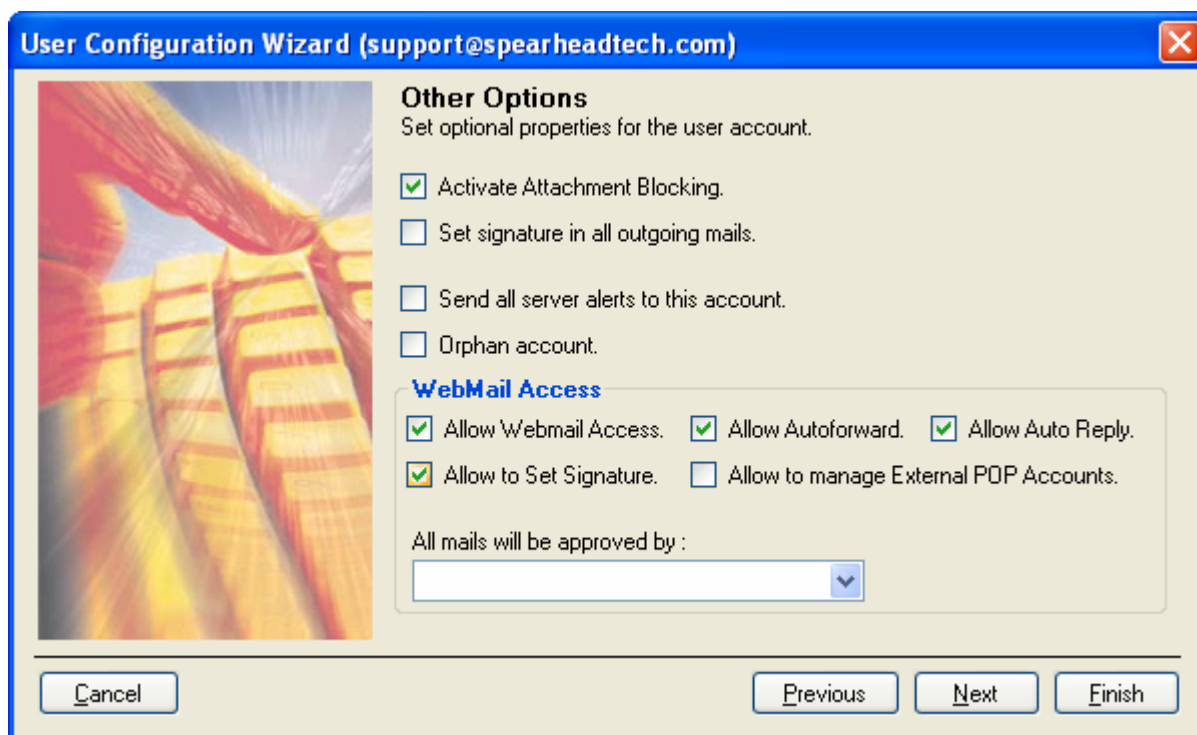 User Configuration Wizard (support@spearheadtech.com)
Other Options
Set optional properties for the user account.
Activate Attachment Blocking.
Set signature in all outgoing mails.
Send all server alerts to this account.
Orphan account.
WebMail Access
Allow Webmail Access. Allow Autoforward. Allow Auto Reply.
Allow to Set Signature. Allow to manage External POP Accounts.
All mails will be approved by :
Cancel Previous Next Finish